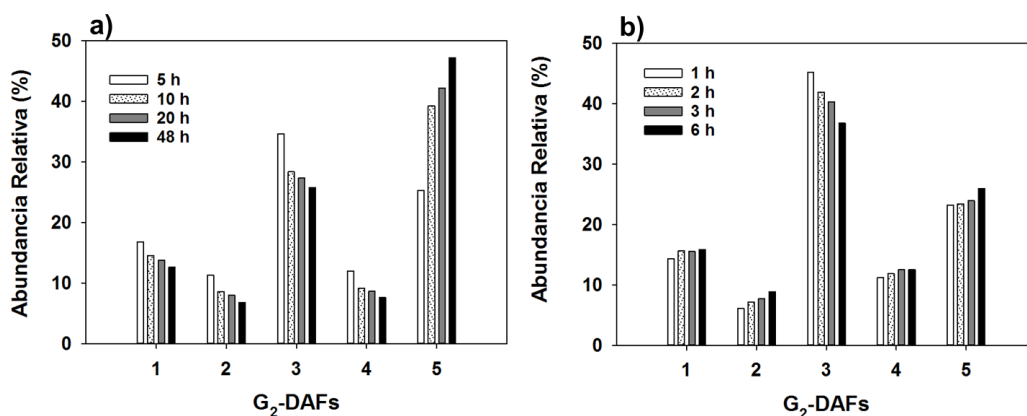 a)
Abundancia Relativa (%)
50
40
30
20
10
0
5 h
10 h
20 h
48 h
1 2 3 4 5
G₂-DAFs
b)
Abundancia Relativa (%)
50
40
30
20
10
0
1 h
2 h
3 h
6 h
1 2 3 4 5
G₂-DAFs